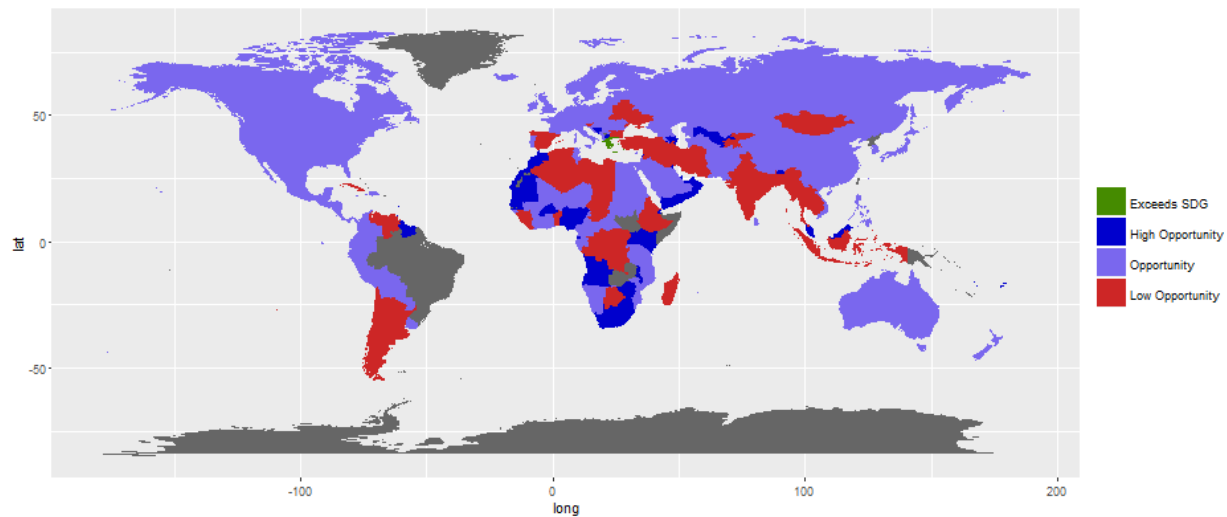 50
0
-50
lat
-100
0
100
200
long
Exceeds SDG
High Opportunity
Opportunity
Low Opportunity